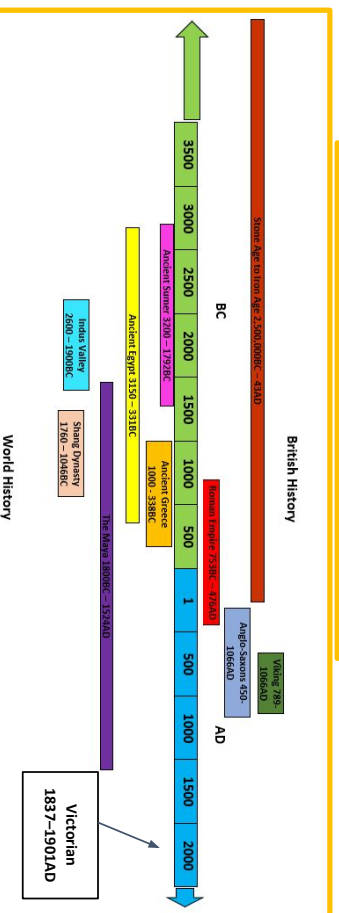 British History
Stone Age to Iron Age 2,500,000BC – 43AD
Viking 789-
1066AD
Anglo-Saxons 450-
1066AD
Roman Empire 753BC – 476AD
BC
AD
3500
3000
2500
2000
1500
1000
500
1
500
1000
1500
2000
Ancient Sumer 3200 – 1792BC
Ancient Greece
1000 - 338BC
Ancient Egypt 3150 – 331BC
The Maya 1800BC – 1524AD
Indus Valley
2600 – 1900BC
Shang Dynasty
1760 – 1046BC
Victorian
1837–1901AD
World History